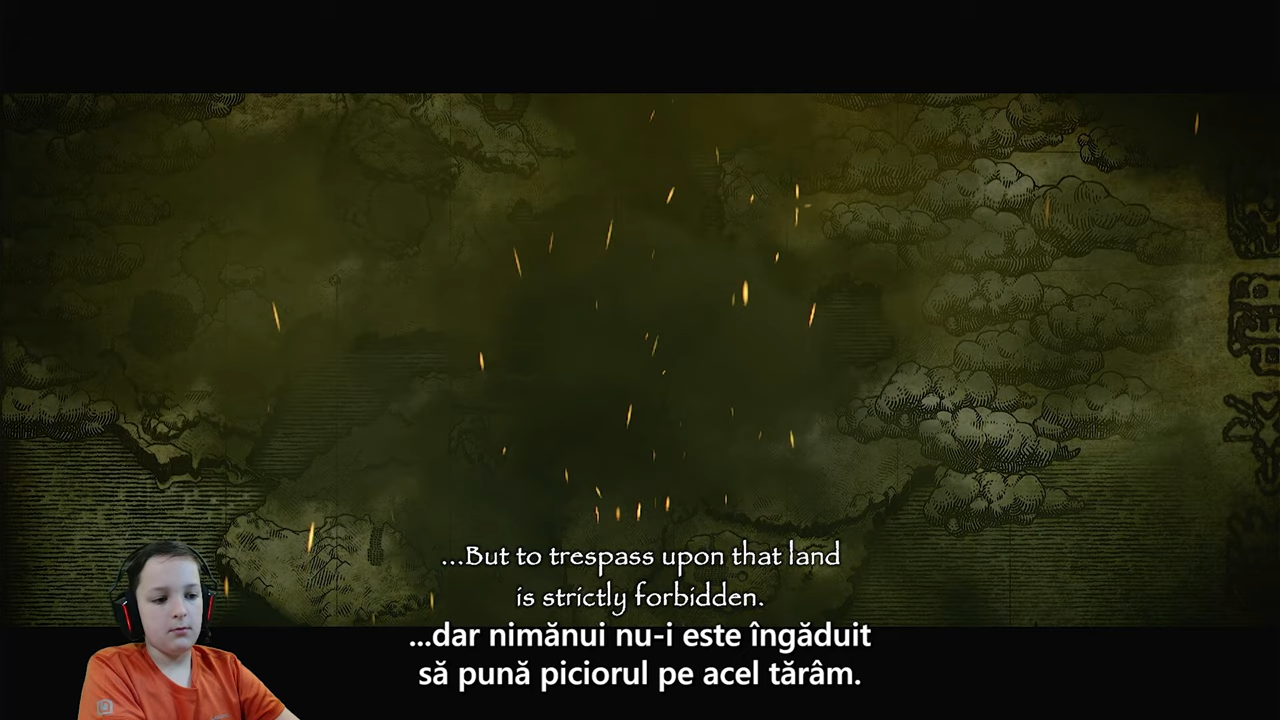 ...But to trespass upon that land
is strictly forbidden.
...dar nimănui nu-i este îngăduit
să pună piciorul pe acel tărâm.